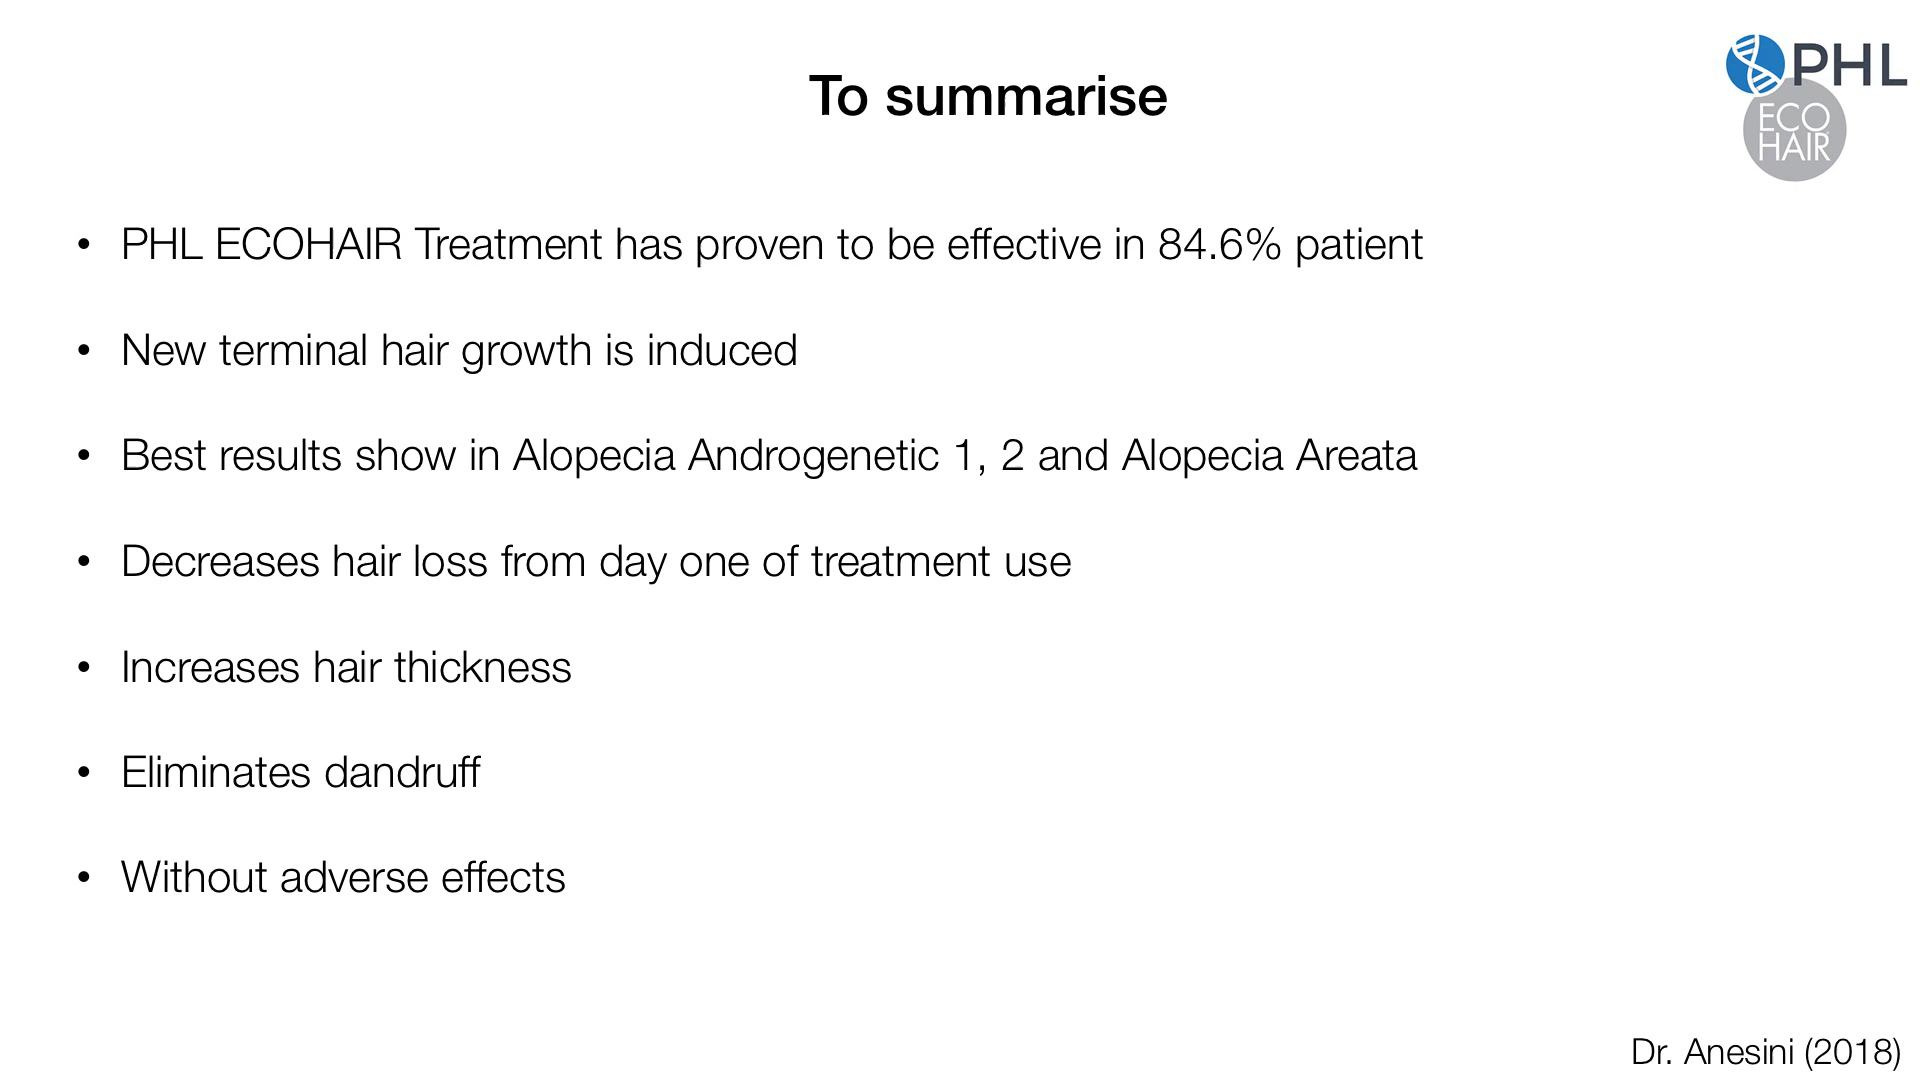 To summarise
PHL
ECO
HAIR
• PHL ECOHAIR Treatment has proven to be effective in 84.6% patient
• New terminal hair growth is induced
• Best results show in Alopecia Androgenetic 1, 2 and Alopecia Areata
• Decreases hair loss from day one of treatment use
• Increases hair thickness
• Eliminates dandruff
• Without adverse effects
Dr. Anesini (2018)